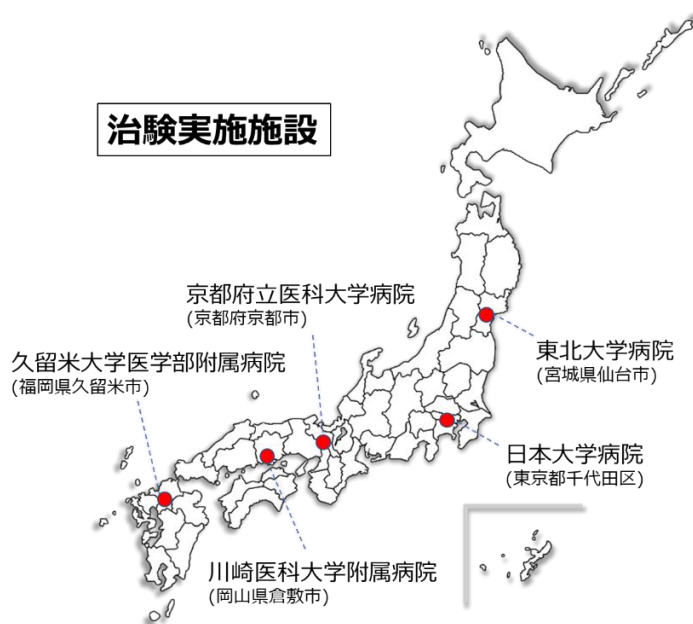 治験実施施設
京都府立医科大学病院
(京都府京都市)
久留米大学医学部附属病院
(福岡県久留米市)
東北大学病院
(宮城県仙台市)
日本大学病院
(東京都千代田区)
川崎医科大学附属病院
(岡山県倉敷市)